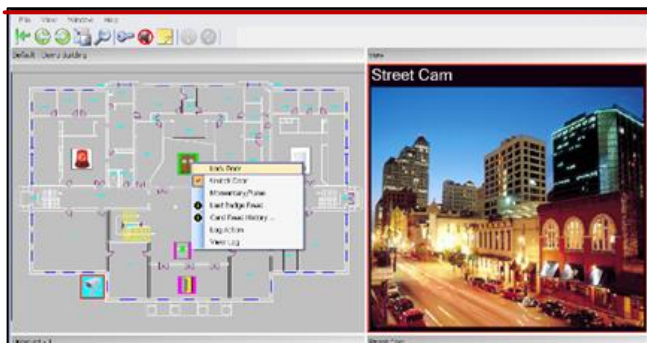 File View Window Help
Default : Demo Building
View
Street Cam
Lock Door
Unlock Door
Momentary Pulse
Last Badge Read
Card Read History ...
Log Action
View Log